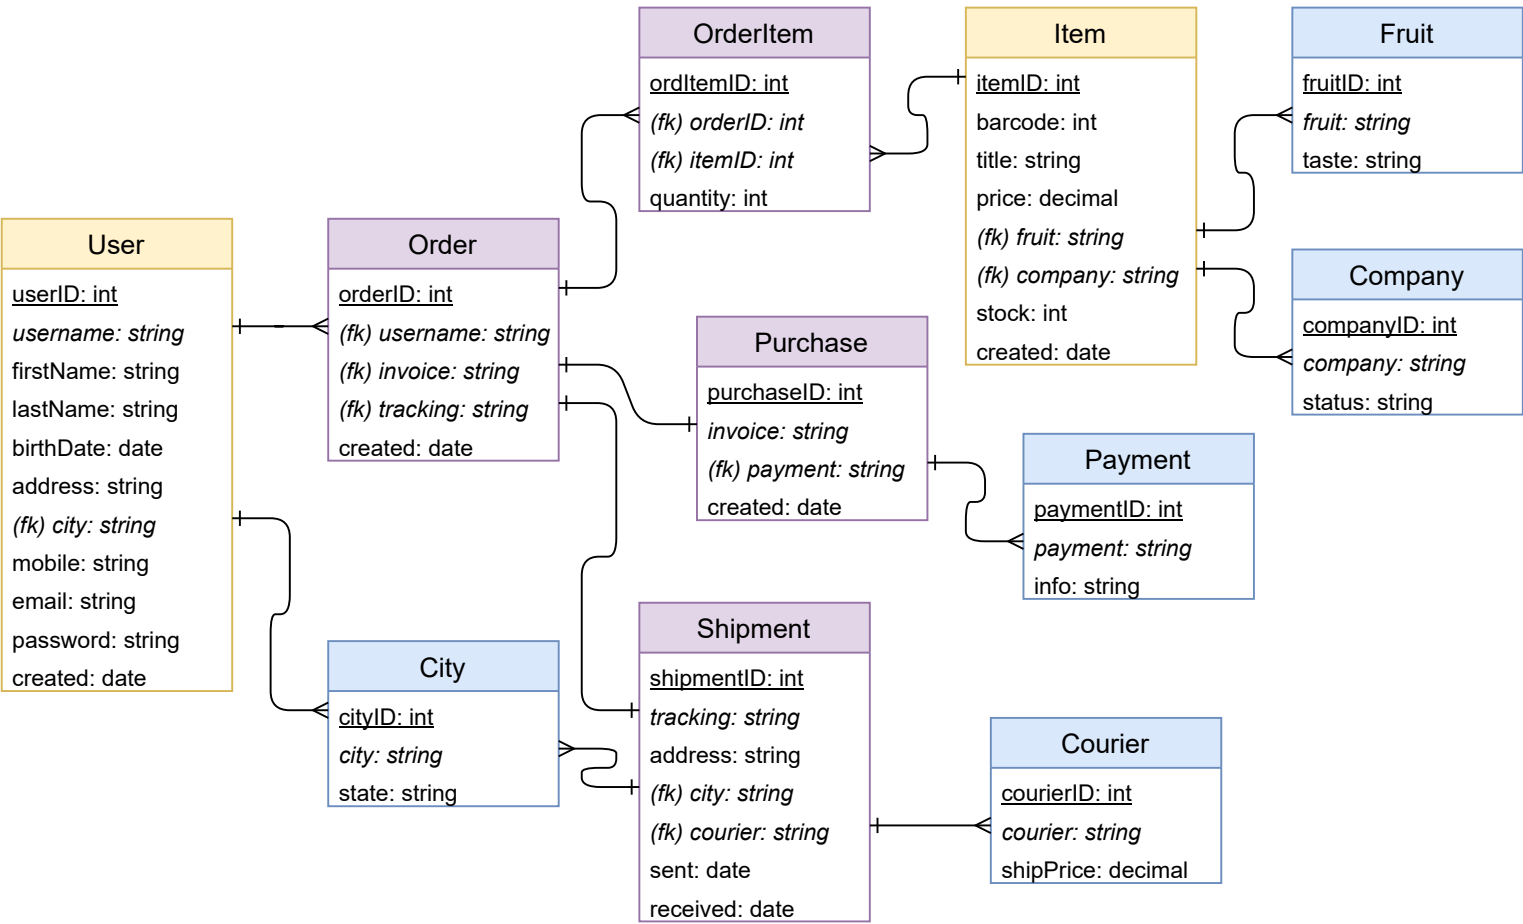 OrderItem
ordItemID: int
(fk) orderID: int
(fk) itemID: int
quantity: int
Item
itemID: int
barcode: int
title: string
price: decimal
(fk) fruit: string
(fk) company: string
stock: int
created: date
Fruit
fruitID: int
fruit: string
taste: string
User
userID: int
username: string
firstName: string
lastName: string
birthDate: date
address: string
(fk) city: string
mobile: string
email: string
password: string
created: date
Order
orderID: int
(fk) username: string
(fk) invoice: string
(fk) tracking: string
created: date
Company
companyID: int
company: string
status: string
Purchase
purchaseID: int
invoice: string
(fk) payment: string
created: date
Payment
paymentID: int
payment: string
info: string
City
cityID: int
city: string
state: string
Shipment
shipmentID: int
tracking: string
address: string
(fk) city: string
(fk) courier: string
sent: date
received: date
Courier
courierID: int
courier: string
shipPrice: decimal